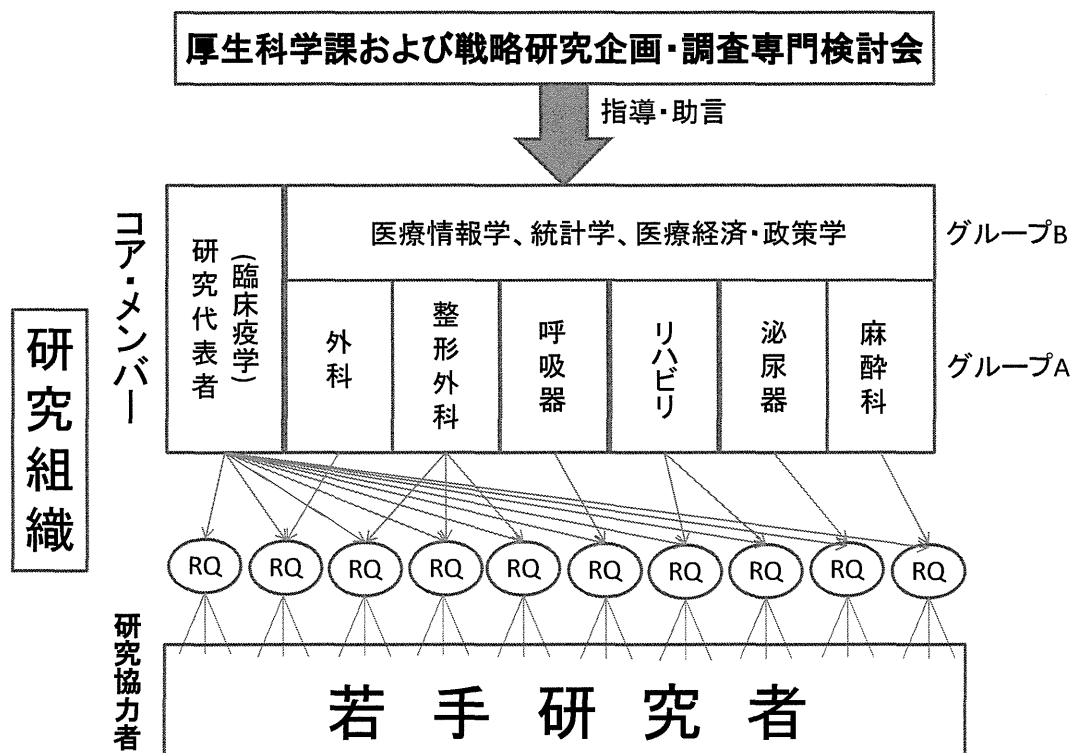 厚生科学課および戦略研究企画・調査専門検討会
指導・助言
研究組織
コア・メンバー
研究代表者
(臨床疫学)
医療情報学、統計学、医療経済・政策学
グループB
外科
整形外科
呼吸器
リハビリ
泌尿器
麻酔科
グループA
RQ
RQ
RQ
RQ
RQ
RQ
RQ
RQ
RQ
RQ
研究協力者
若手研究者